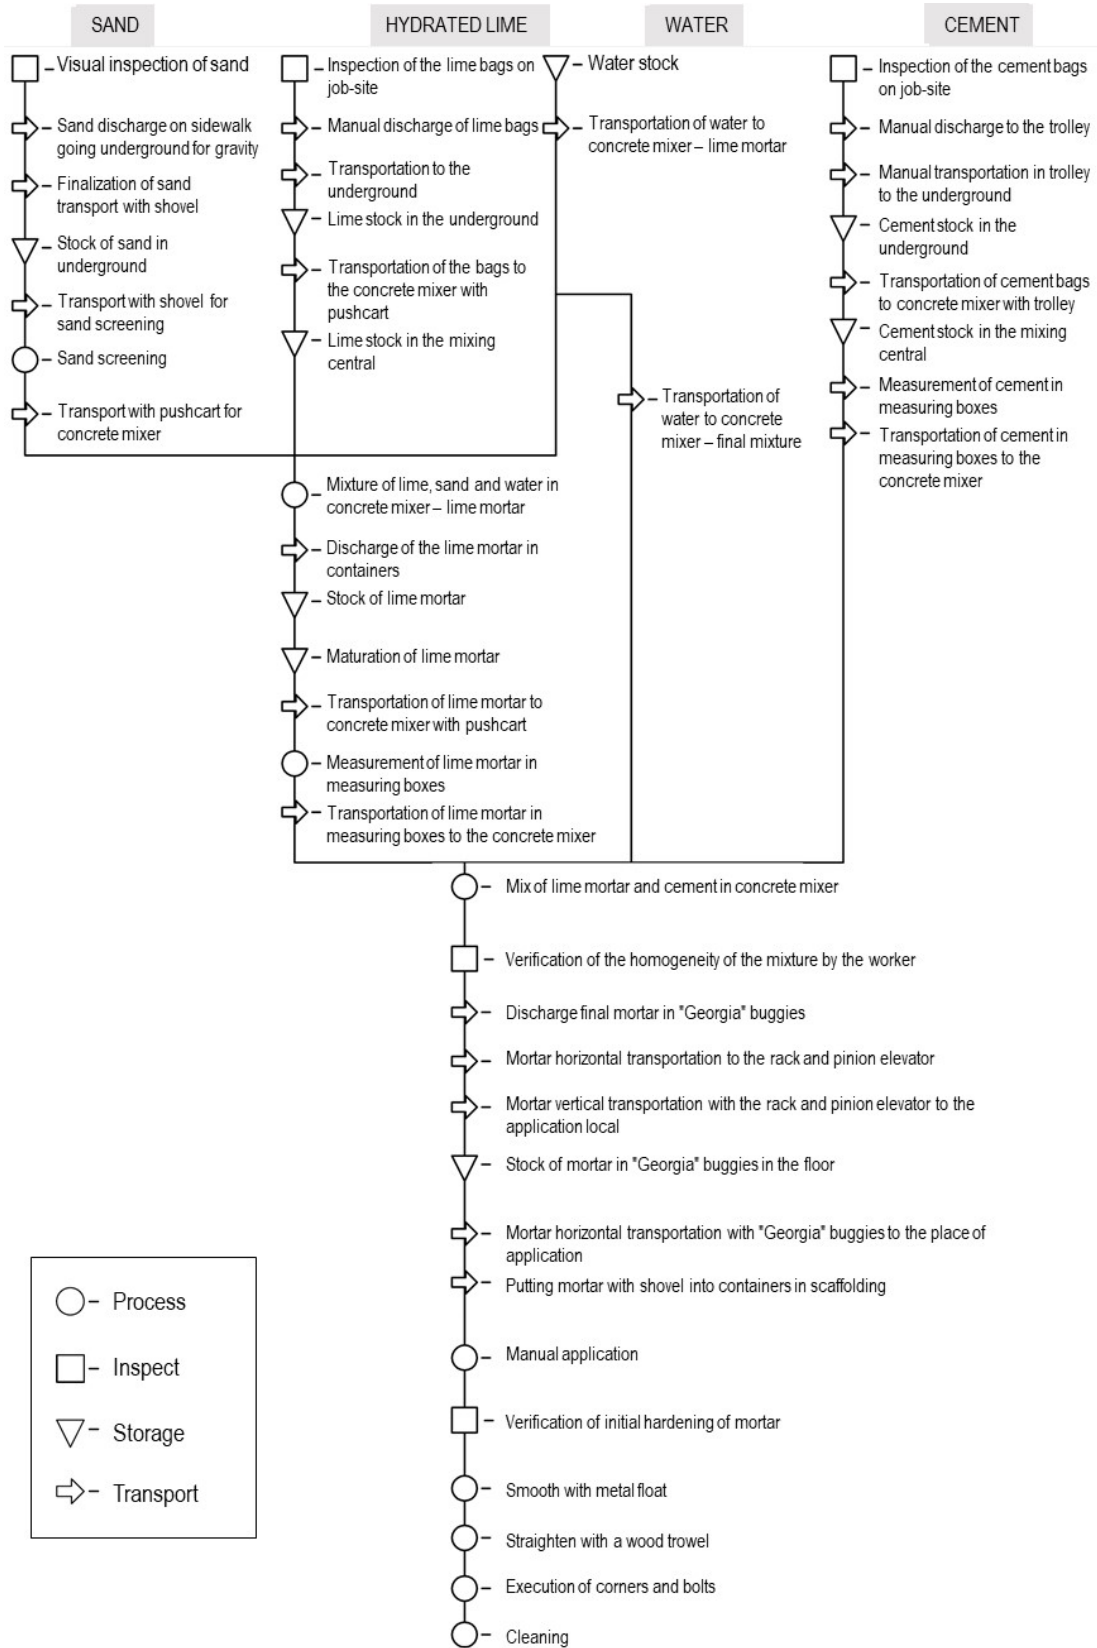 SAND
HYDRATED LIME
WATER
CEMENT
Visual inspection of sand
Sand discharge on sidewalk
going underground for gravity
Finalization of sand
transport with shovel
Stock of sand in
underground
Transport with shovel for
sand screening
Sand screening
Transport with pushcart for
concrete mixer
Inspection of the lime bags on
job-site
Manual discharge of lime bags
Transportation to the
underground
Lime stock in the underground
Transportation of the bags to
the concrete mixer with
pushcart
Lime stock in the mixing
central
Water stock
Transportation of water to
concrete mixer – lime mortar
Transportation of
water to concrete
mixer – final mixture
Inspection of the cement bags
on job-site
Manual discharge to the trolley
Manual transportation in trolley
to the underground
Cement stock in the
underground
Transportation of cement bags
to concrete mixer with trolley
Cement stock in the mixing
central
Measurement of cement in
measuring boxes
Transportation of cement in
measuring boxes to the
concrete mixer
Mixture of lime, sand and water in
concrete mixer – lime mortar
Discharge of the lime mortar in
containers
Stock of lime mortar
Maturation of lime mortar
Transportation of lime mortar to
concrete mixer with pushcart
Measurement of lime mortar in
measuring boxes
Transportation of lime mortar in
measuring boxes to the concrete mixer
Mix of lime mortar and cement in concrete mixer
Verification of the homogeneity of the mixture by the worker
Discharge final mortar in "Georgia" buggies
Mortar horizontal transportation to the rack and pinion elevator
Mortar vertical transportation with the rack and pinion elevator to the
application local
Stock of mortar in "Georgia" buggies in the floor
Mortar horizontal transportation with "Georgia" buggies to the place of
application
Putting mortar with shovel into containers in scaffolding
Manual application
Verification of initial hardening of mortar
Smooth with metal float
Straighten with a wood trowel
Execution of corners and bolts
Cleaning
Process
Inspect
Storage
Transport